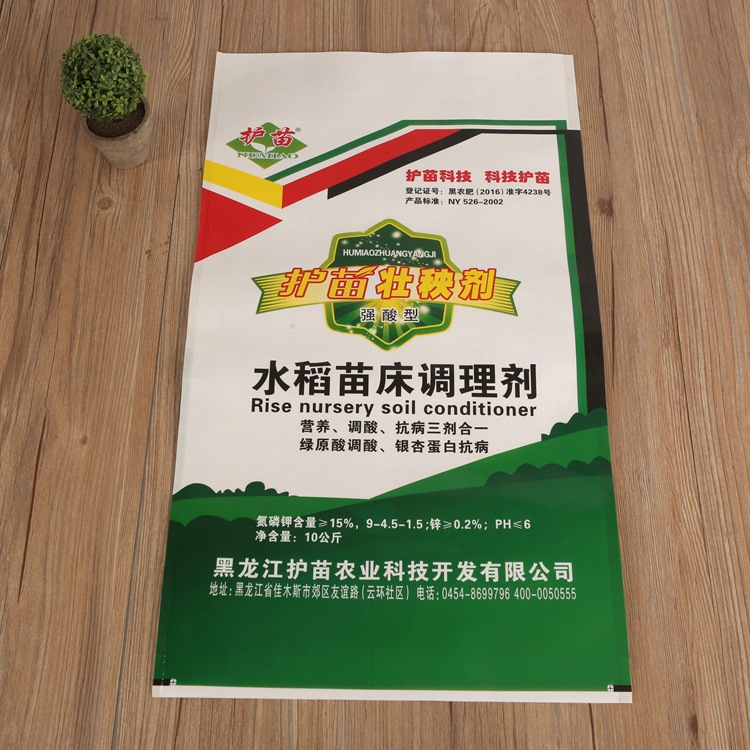 护苗®
HUMIAO
护苗科技 科技护苗
登记证号：黑农肥（2016）准字4238号
产品标准：NY 526-2002
HUMIAOZHUANGYANGJI
护苗壮秧剂
强酸型
水稻苗床调理剂
Rise nursery soil conditioner
营养、调酸、抗病三剂合一
绿原酸调酸、银杏蛋白抗病
氮磷钾含量≥15%，9-4.5-1.5;锌≥0.2%；PH≤6
净含量：10公斤
黑龙江护苗农业科技开发有限公司
地址：黑龙江省佳木斯市郊区友谊路（云环社区）电话：0454-8699796 400-0050555